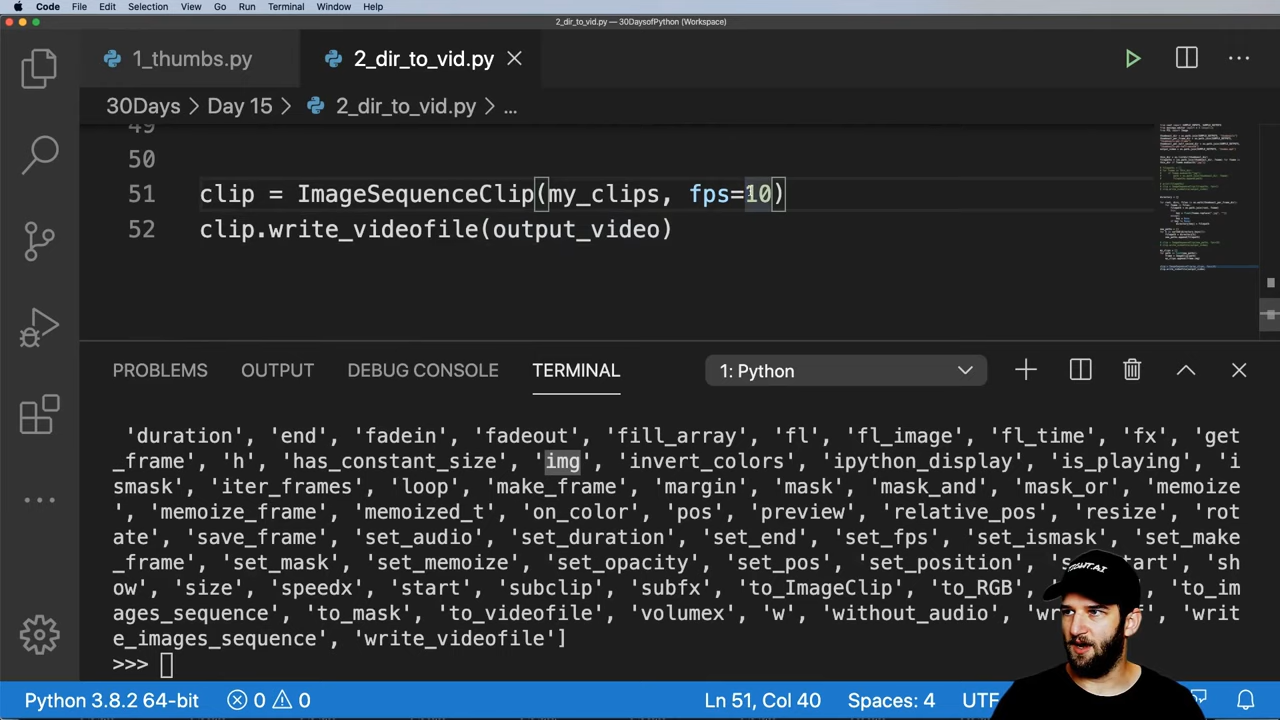 Code File Edit Selection View Go Run Terminal Window Help
2_dir_to_vid.py — 30DaysofPython (Workspace)
1_thumbs.py 2_dir_to_vid.py
30Days > Day 15 > 2_dir_to_vid.py > ...
49
50
51 clip = ImageSequenceClip(my_clips, fps=10)
52 clip.write_videofile(output_video)
PROBLEMS OUTPUT DEBUG CONSOLE TERMINAL 1: Python
'duration', 'end', 'fadein', 'fadeout', 'fill_array', 'fl', 'fl_image', 'fl_time', 'fx', 'get
_frame', 'h', 'has_constant_size', 'img', 'invert_colors', 'ipython_display', 'is_playing', 'i
smask', 'iter_frames', 'loop', 'make_frame', 'margin', 'mask', 'mask_and', 'mask_or', 'memoize
', 'memoize_frame', 'memoized_t', 'on_color', 'pos', 'preview', 'relative_pos', 'resize', 'rot
ate', 'save_frame', 'set_audio', 'set_duration', 'set_end', 'set_fps', 'set_ismask', 'set_make
_frame', 'set_mask', 'set_memoize', 'set_opacity', 'set_pos', 'set_position', 'sh
ow', 'size', 'speedx', 'start', 'subclip', 'subfx', 'to_ImageClip', 'to_RGB', 'to_im
ages_sequence', 'to_mask', 'to_videofile', 'volumex', 'w', 'without_audio', 'writ
e_images_sequence', 'write_videofile']
>>>
Python 3.8.2 64-bit 0 0 Ln 51, Col 40 Spaces: 4